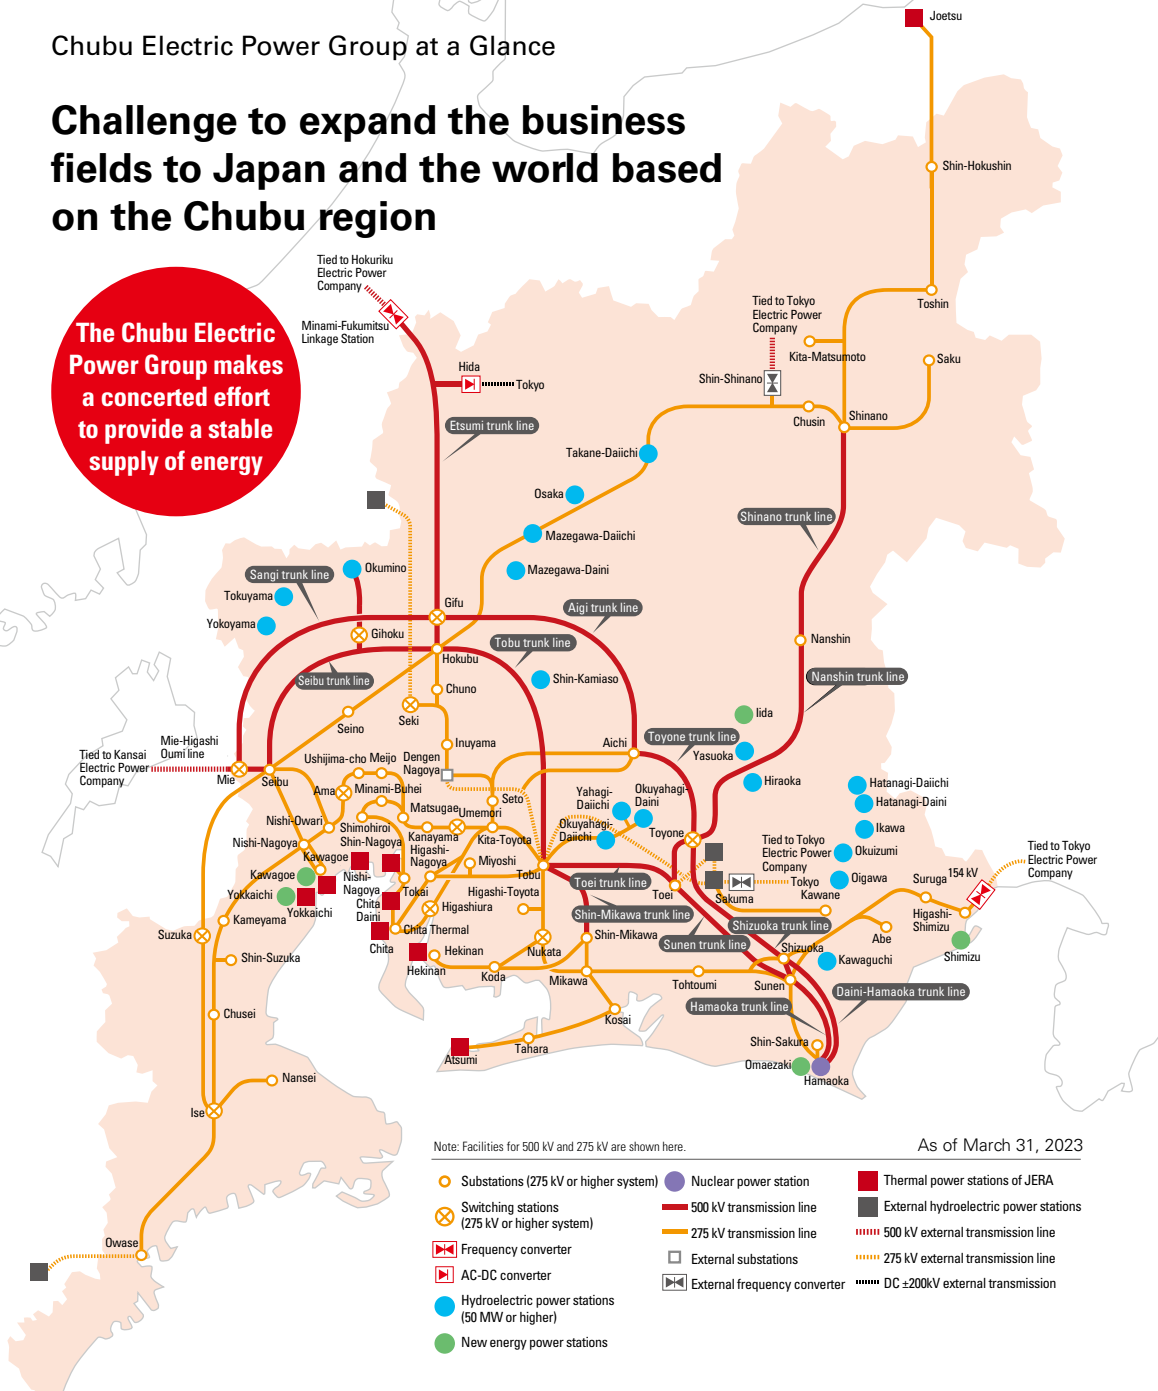 Chubu Electric Power Group at a Glance
Challenge to expand the business
fields to Japan and the world based
on the Chubu region
The Chubu Electric
Power Group makes
a concerted effort
to provide a stable
supply of energy
Joetsu
Shin-Hokushin
Toshin
Tied to Hokuriku
Electric Power
Company
Minami-Fukumitsu
Linkage Station
Hida
Tokyo
Etsumi trunk line
Tied to Tokyo
Electric Power
Company
Kita-Matsumoto
Saku
Shin-Shinano
Chusin
Shinano
Takane-Daiichi
Osaka
Mazegawa-Daiichi
Mazegawa-Daini
Shinano trunk line
Sangi trunk line
Okumino
Tokuyama
Yokoyama
Gihoku
Gifu
Aigi trunk line
Tobu trunk line
Hokubu
Nanshin
Nanshin trunk line
Seibu trunk line
Chuno
Shin-Kamiaso
Seki
Seino
Iida
Toyone trunk line
Yasuoka
Aichi
Inuyama
Mie-Higashi
Oumi line
Tied to Kansai
Electric Power
Company
Mie
Seibu
Ushijima-cho
Meijo
Dengen
Nagoya
Hiraoka
Hatanagi-Daiichi
Hatanagi-Daini
Ama
Minami-Buhei
Seto
Yahagi-
Daiichi
Okuyahagi-
Daini
Matsugae
Umemori
Nishi-Owari
Shimohiroi
Kanayama
Kita-Toyota
Okuyahagi-
Daiichi
Toyone
Ikawa
Nishi-Nagoya
Shin-Nagoya
Higashi-
Nagoya
Miyoshi
Tobu
Tied to Tokyo
Electric Power
Company
Okuizumi
Tied to Tokyo
Electric Power
Company
Kawagoe
Kawagoe
Nishi-
Nagoya
Tokai
Toei trunk line
Toei
Sakuma
Tokyo
Oigawa
Kawane
Suruga
154 kV
Yokkaichi
Yokkaichi
Chita
Daini
Higashi-Toyota
Higashiura
Shin-Mikawa trunk line
Higashi-
Shimizu
Kameyama
Chita Thermal
Shizuoka trunk line
Abe
Suzuka
Chita
Hekinan
Nukata
Shin-Mikawa
Sunen trunk line
Shizuoka
Shimizu
Shin-Suzuka
Hekinan
Koda
Mikawa
Tohtoumi
Sunen
Kawaguchi
Daini-Hamaoka trunk line
Hamaoka trunk line
Chusei
Kosai
Shin-Sakura
Atsumi
Tahara
Omaezaki
Hamaoka
Nansei
Ise
Owase
Note: Facilities for 500 kV and 275 kV are shown here.
As of March 31, 2023
Substations (275 kV or higher system)
Switching stations
(275 kV or higher system)
Frequency converter
AC-DC converter
Hydroelectric power stations
(50 MW or higher)
New energy power stations
Nuclear power station
500 kV transmission line
275 kV transmission line
External substations
External frequency converter
Thermal power stations of JERA
External hydroelectric power stations
500 kV external transmission line
275 kV external transmission line
DC ±200kV external transmission